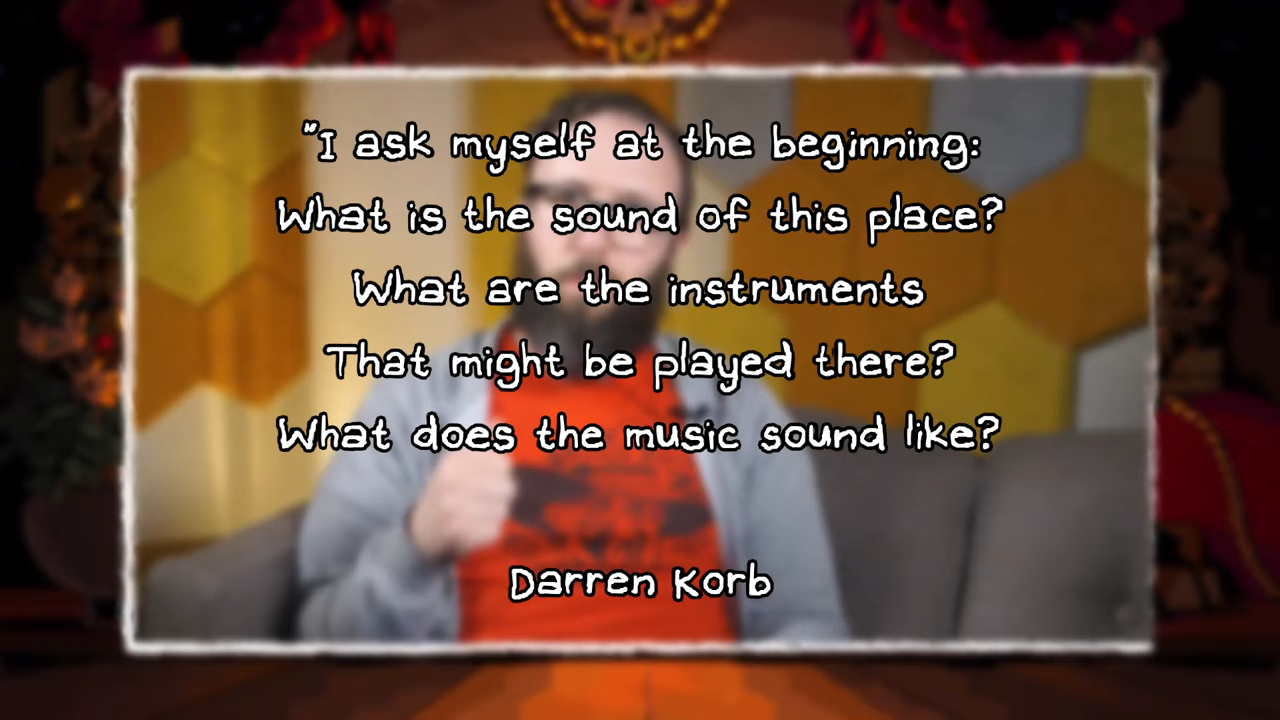 "I ask myself at the beginning:
What is the sound of this place?
What are the instruments
That might be played there?
What does the music sound like?
Darren Korb